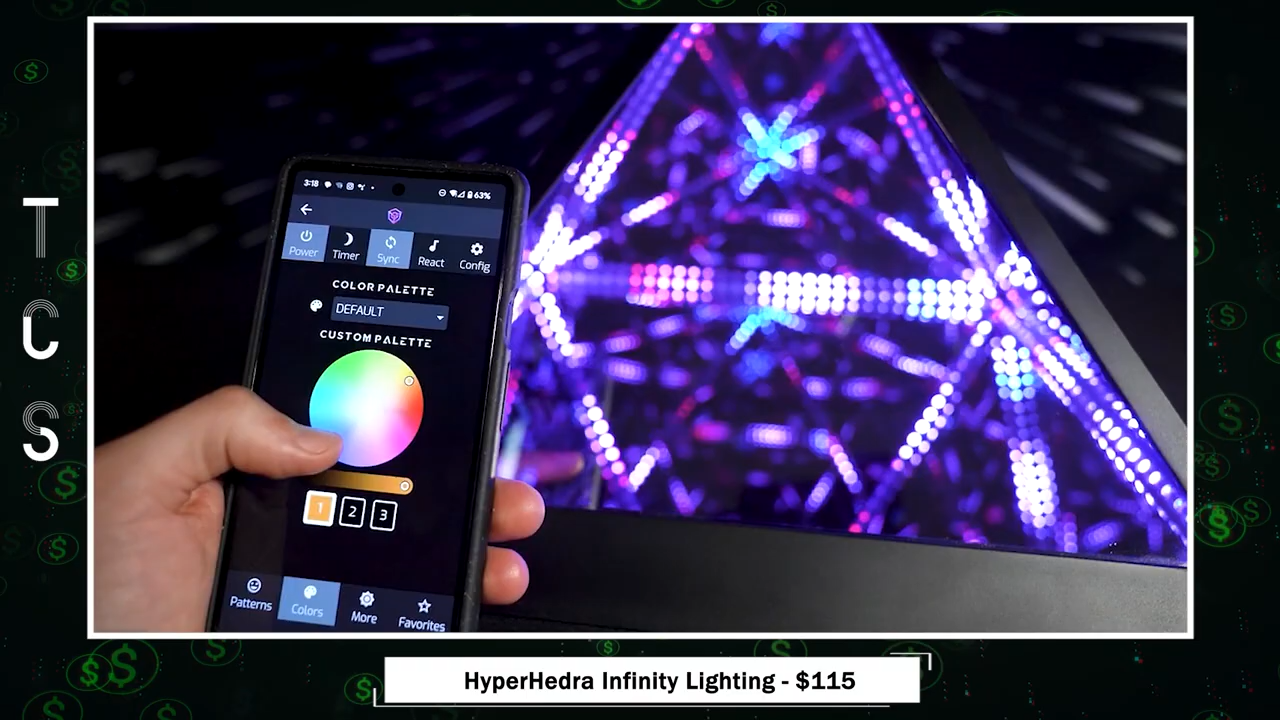 T
C
S
3:18
63%
Power
Timer
Sync
React
Config
COLOR PALETTE
DEFAULT
CUSTOM PALETTE
1 2 3
Patterns
Colors
More
Favorites
HyperHedra Infinity Lighting - $115